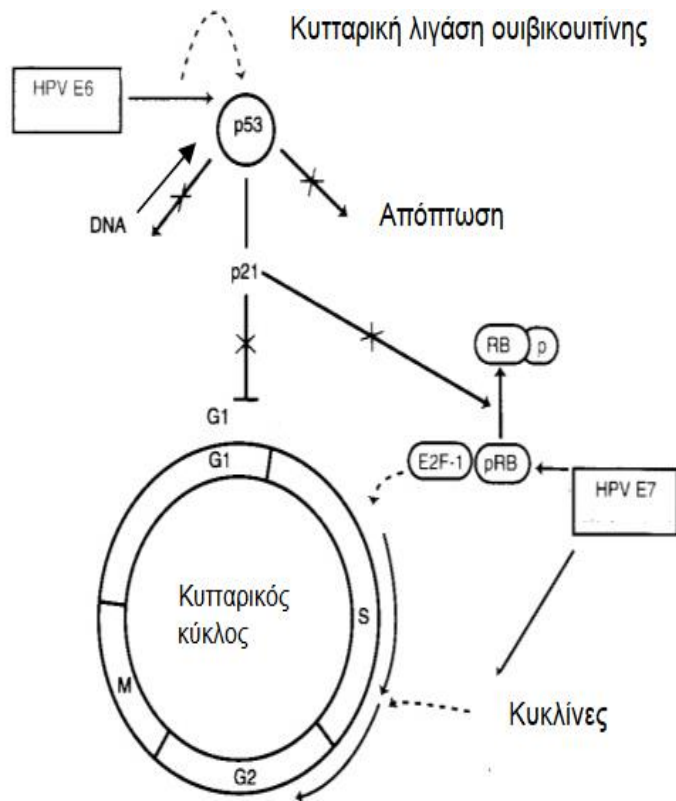 Κυτταρική λιγάση ουιβικουιτίνης
HPV E6
p53
DNA
Απόπτωση
p21
RB p
G1
G1
E2F-1 pRB
HPV E7
Κυτταρικός
κύκλος
S
M
Κυκλίνες
G2